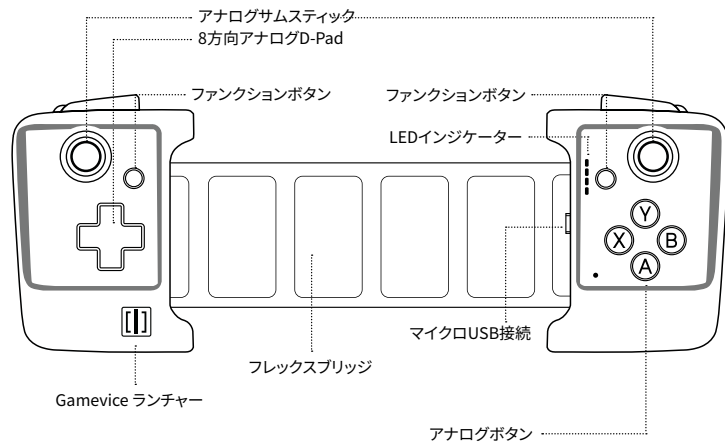 アナログサムスティック
8方向アナログD-Pad
ファンクションボタン
ファンクションボタン
LEDインジケーター
Y
X
B
A
マイクロUSB接続
フレックスブリッジ
Gamevice ランチャー
アナログボタン